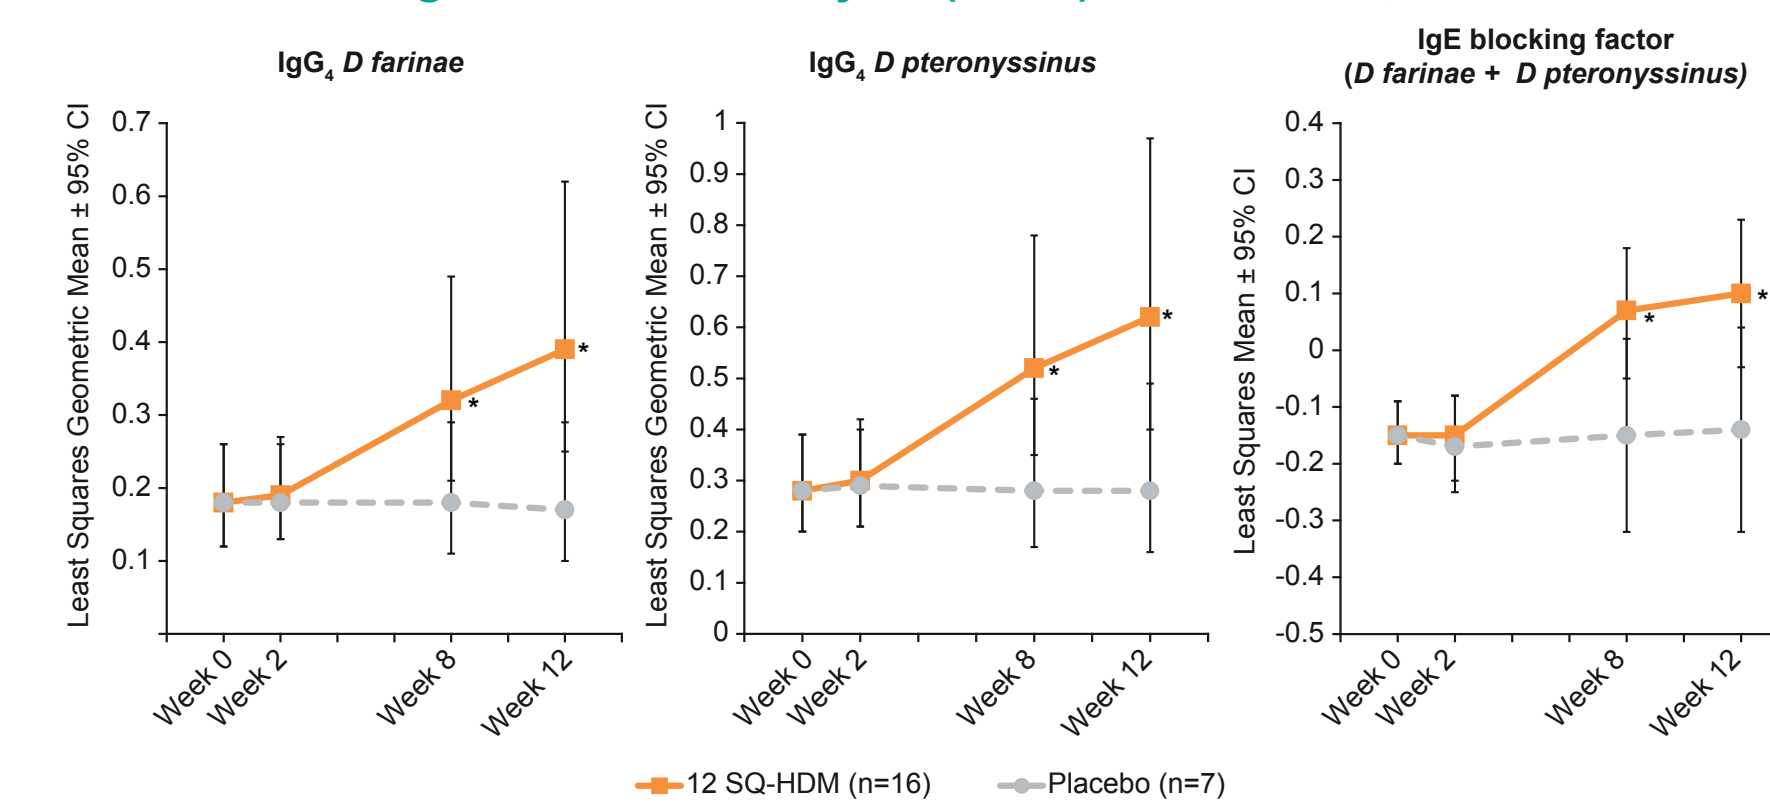 IgG4 D farinae
Least Squares Geometric Mean ± 95% CI
0.7
0.6
0.5
0.4
0.3
0.2
0.1
Week 0
Week 2
Week 8
Week 12
*
*
IgG4 D pteronyssinus
Least Squares Geometric Mean ± 95% CI
1
0.9
0.8
0.7
0.6
0.5
0.4
0.3
0.2
0.1
0
Week 0
Week 2
Week 8
Week 12
*
*
IgE blocking factor
(D farinae + D pteronyssinus)
Least Squares Mean ± 95% CI
0.4
0.3
0.2
0.1
0
-0.1
-0.2
-0.3
-0.4
-0.5
Week 0
Week 2
Week 8
Week 12
*
*
12 SQ-HDM (n=16)
Placebo (n=7)